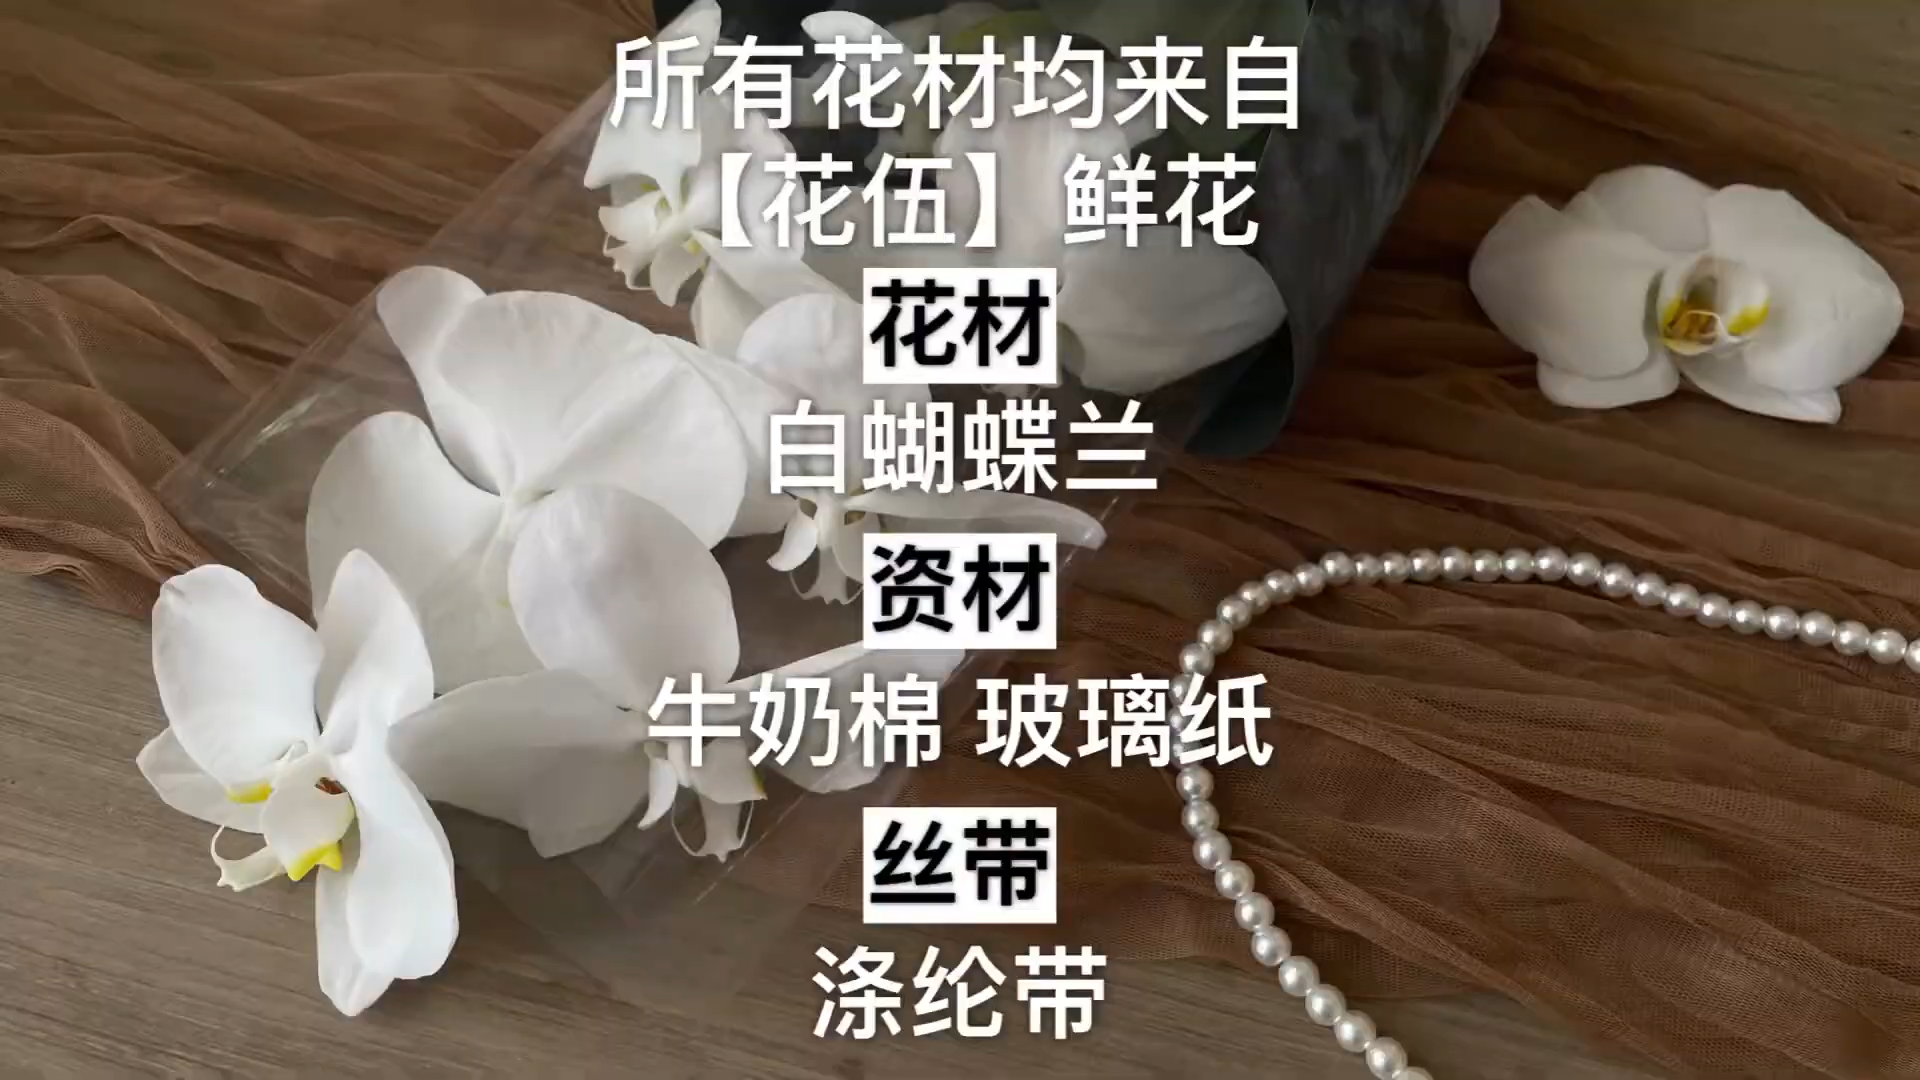 所有花材均来自
【花伍】鲜花
花材
白蝴蝶兰
资材
牛奶棉 玻璃纸
丝带
涤纶带